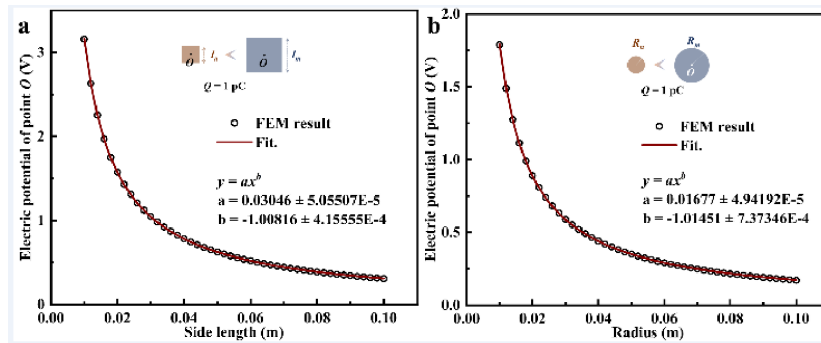 a
Electric potential of point O (V)
3
2
1
0
0.00
0.02
0.04
0.06
0.08
0.10
Side length (m)
O
O
Q = 1 pC
FEM result
Fit.
y = ax^b
a = 0.03046 ± 5.05507E-5
b = -1.00816 ± 4.15555E-4
b
Electric potential of point O (V)
2.0
1.5
1.0
0.5
0.0
0.00
0.02
0.04
0.06
0.08
0.10
Radius (m)
O
Q = 1 pC
FEM result
Fit.
y = ax^b
a = 0.01677 ± 4.94192E-5
b = -1.01451 ± 7.37346E-4